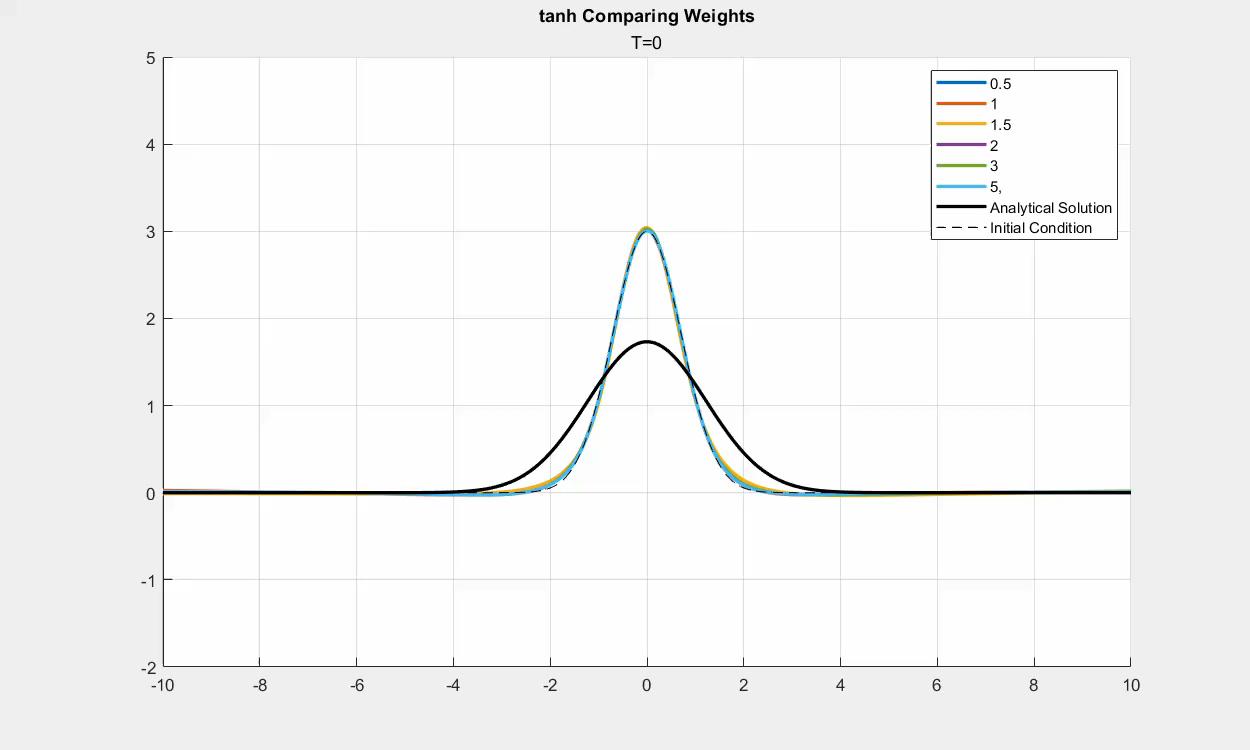 tanh Comparing Weights
T=0
5
4
3
2
1
0
-1
-2
-10 -8 -6 -4 -2 0 2 4 6 8 10
0.5
1
1.5
2
3
5,
Analytical Solution
Initial Condition